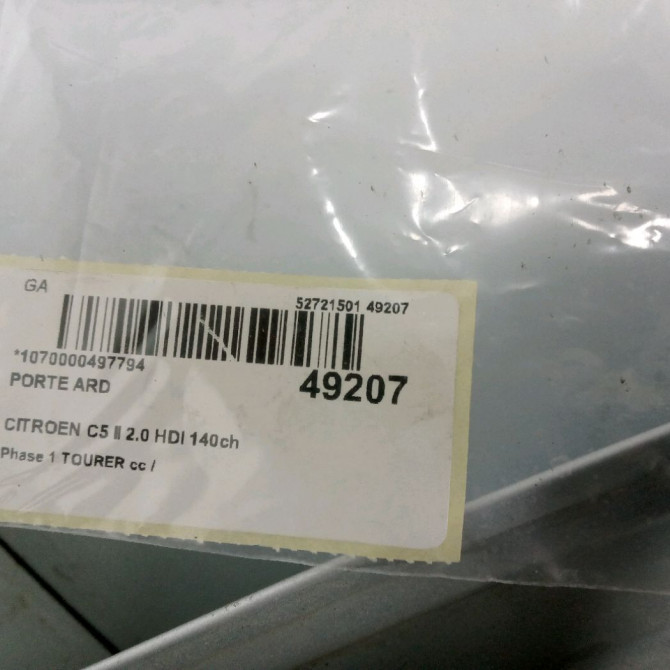 GA
52721501 49207
*1070000497794
PORTE ARD
49207
CITROEN C5 II 2.0 HDI 140ch
Phase 1 TOURER cc /